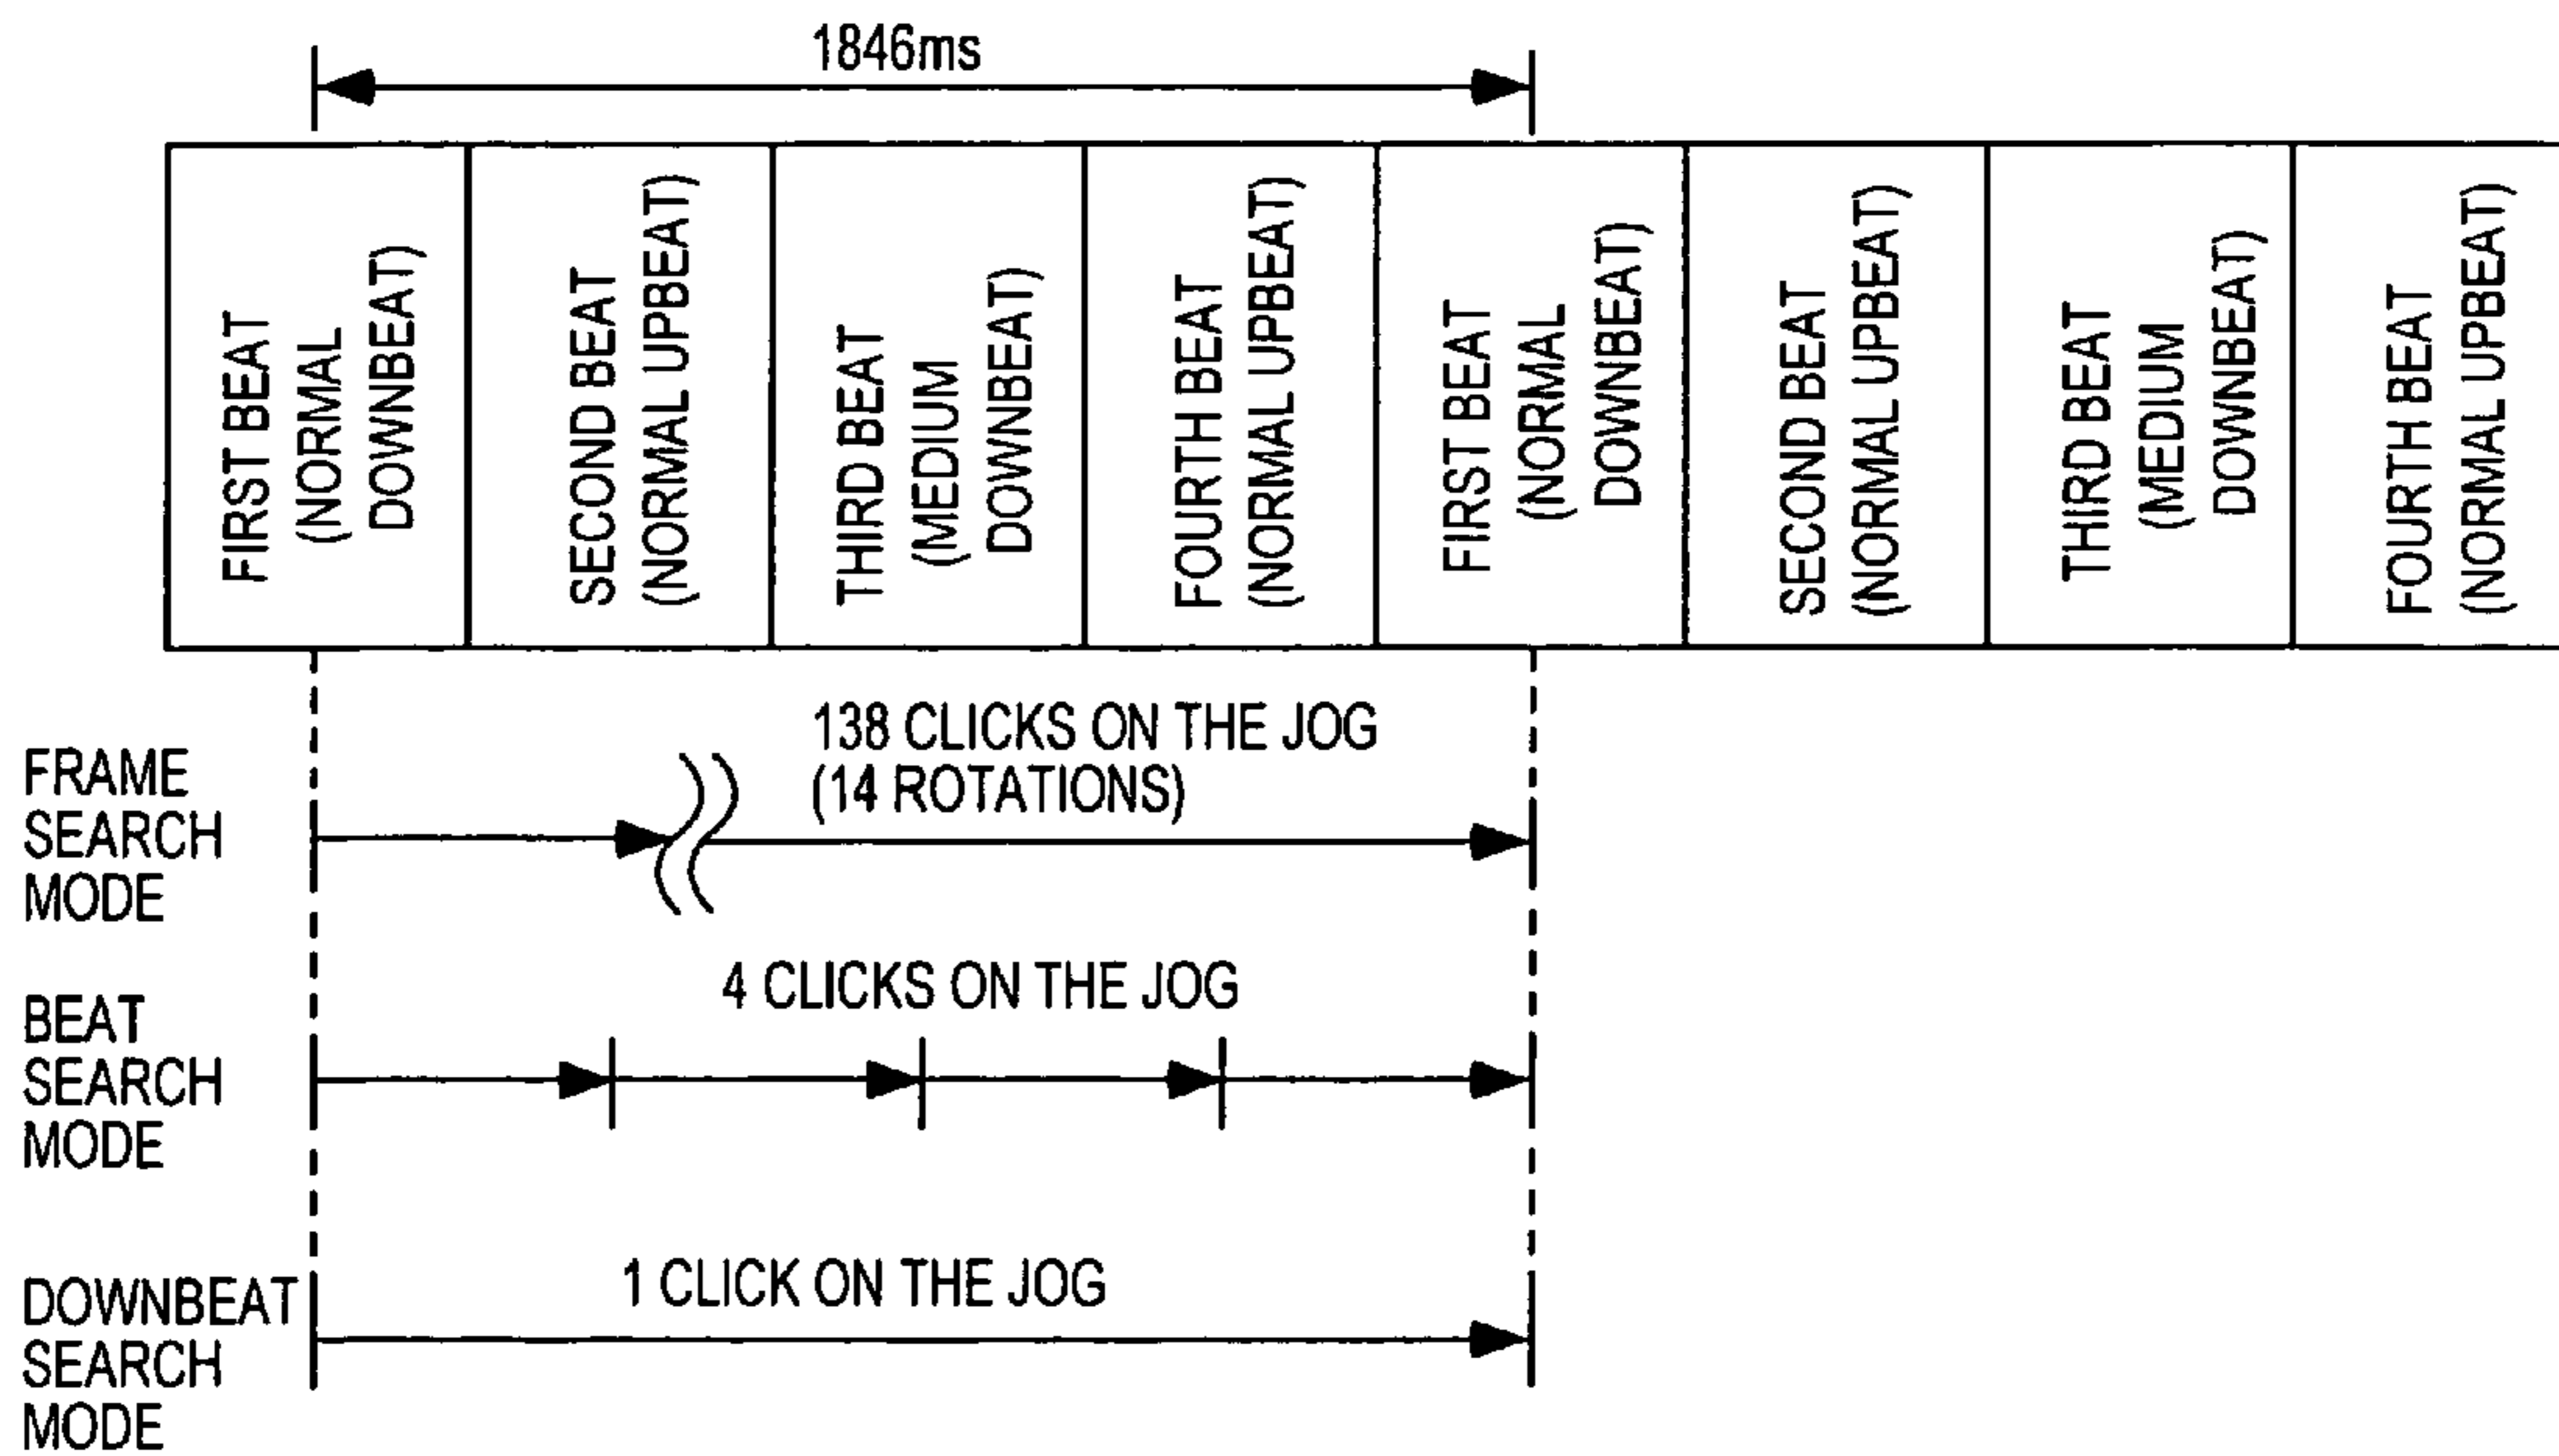 1846ms
FIRST BEAT
(NORMAL
DOWNBEAT)
SECOND BEAT
(NORMAL UPBEAT)
THIRD BEAT
(MEDIUM
DOWNBEAT)
FOURTH BEAT
(NORMAL UPBEAT)
FIRST BEAT
(NORMAL
DOWNBEAT)
SECOND BEAT
(NORMAL UPBEAT)
THIRD BEAT
(MEDIUM
DOWNBEAT)
FOURTH BEAT
(NORMAL UPBEAT)
FRAME
SEARCH
MODE
138 CLICKS ON THE JOG
(14 ROTATIONS)
BEAT
SEARCH
MODE
4 CLICKS ON THE JOG
DOWNBEAT
SEARCH
MODE
1 CLICK ON THE JOG